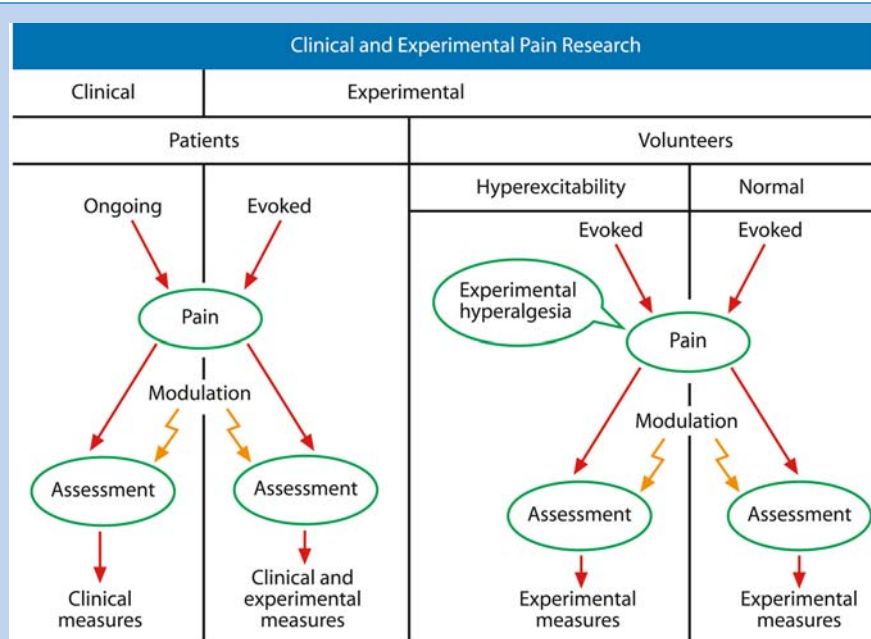 Clinical and Experimental Pain Research
Clinical
Experimental
Patients
Volunteers
Hyperexcitability
Normal
Ongoing
Evoked
Evoked
Evoked
Experimental
hyperalgesia
Pain
Pain
Modulation
Modulation
Assessment
Assessment
Assessment
Assessment
Clinical
measures
Clinical and
experimental
measures
Experimental
measures
Experimental
measures